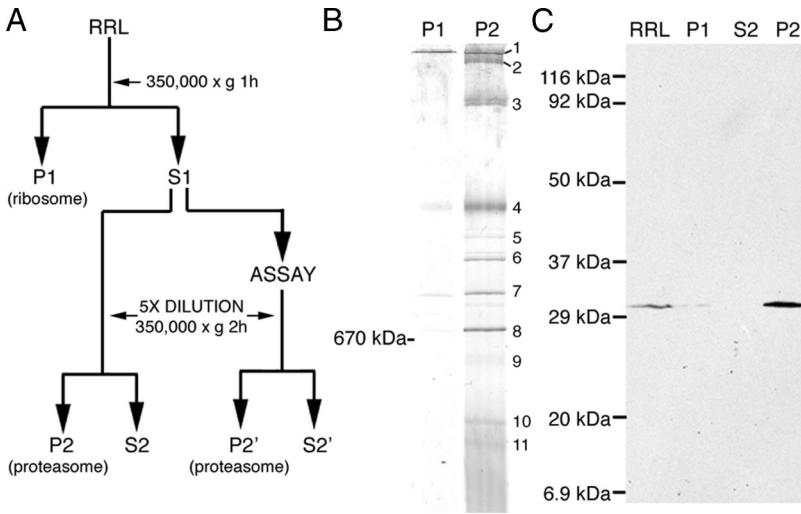 A
RRL
350,000 x g 1h
P1
(ribosome)
S1
ASSAY
5X DILUTION
350,000 x g 2h
P2
(proteasome)
S2
P2'
(proteasome)
S2'
B
P1 P2
1
2
3
4
5
6
7
8
9
10
11
670 kDa-
C
RRL P1 S2 P2
116 kDa
92 kDa
50 kDa
37 kDa
29 kDa
20 kDa
6.9 kDa